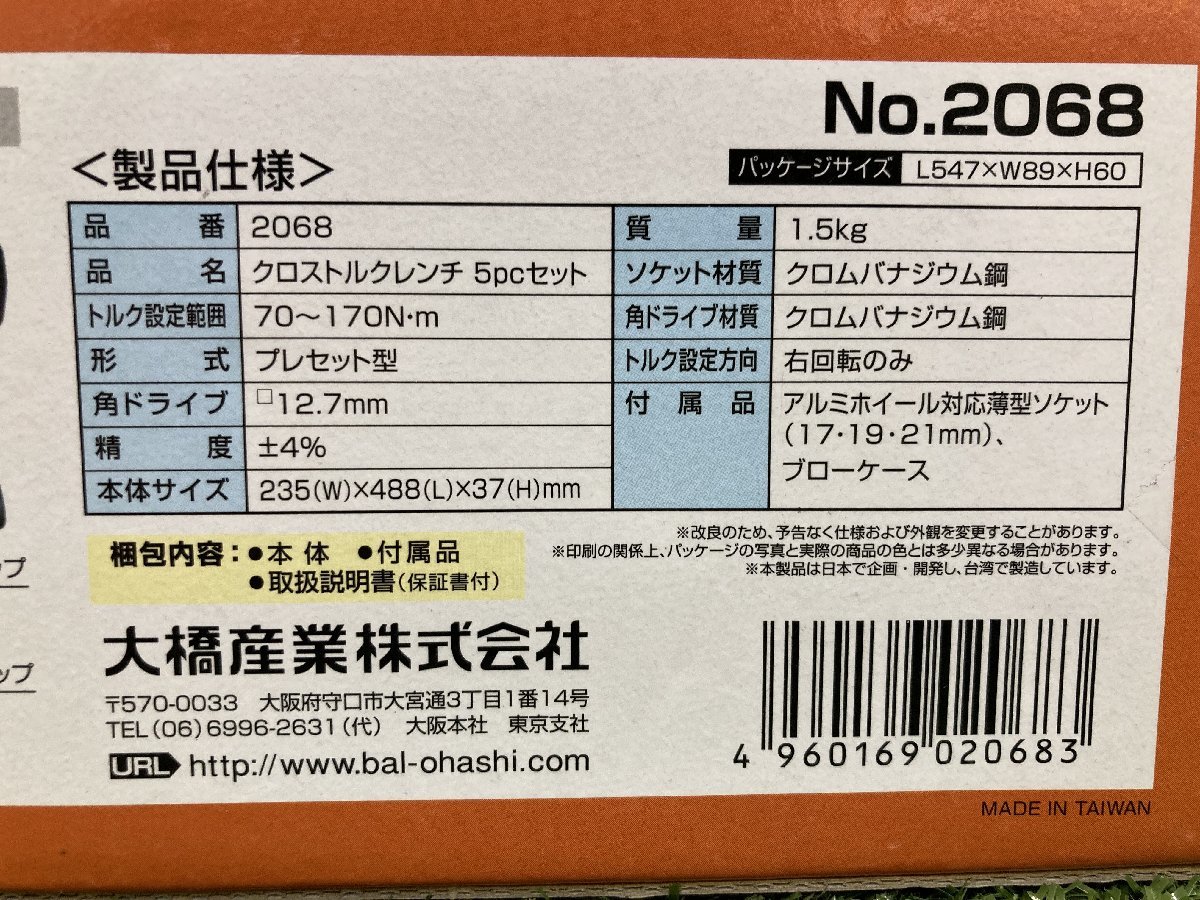 No.2068
パッケージサイズ L547×W89×H60
＜製品仕様＞
品番 2068
品名 クロストルクレンチ 5pcセット
トルク設定範囲 70～170N・m
形式 プレセット型
角ドライブ □12.7mm
精度 ±4%
本体サイズ 235(W)×488(L)×37(H)mm
質量 1.5kg
ソケット材質 クロムバナジウム鋼
角ドライブ材質 クロムバナジウム鋼
トルク設定方向 右回転のみ
付属品 アルミホイール対応薄型ソケット
(17・19・21mm)、
ブローケース
※改良のため、予告なく仕様および外観を変更することがあります。
※印刷の関係上、パッケージの写真と実際の商品の色とは多少異なる場合があります。
※本製品は日本で企画・開発し、台湾で製造しています。
梱包内容：●本体 ●付属品
●取扱説明書(保証書付)
ップ
ップ
大橋産業株式会社
〒570-0033 大阪府守口市大宮通3丁目1番14号
TEL(06)6996-2631(代) 大阪本社 東京支社
URL http://www.bal-ohashi.com
4 960169 020683
MADE IN TAIWAN